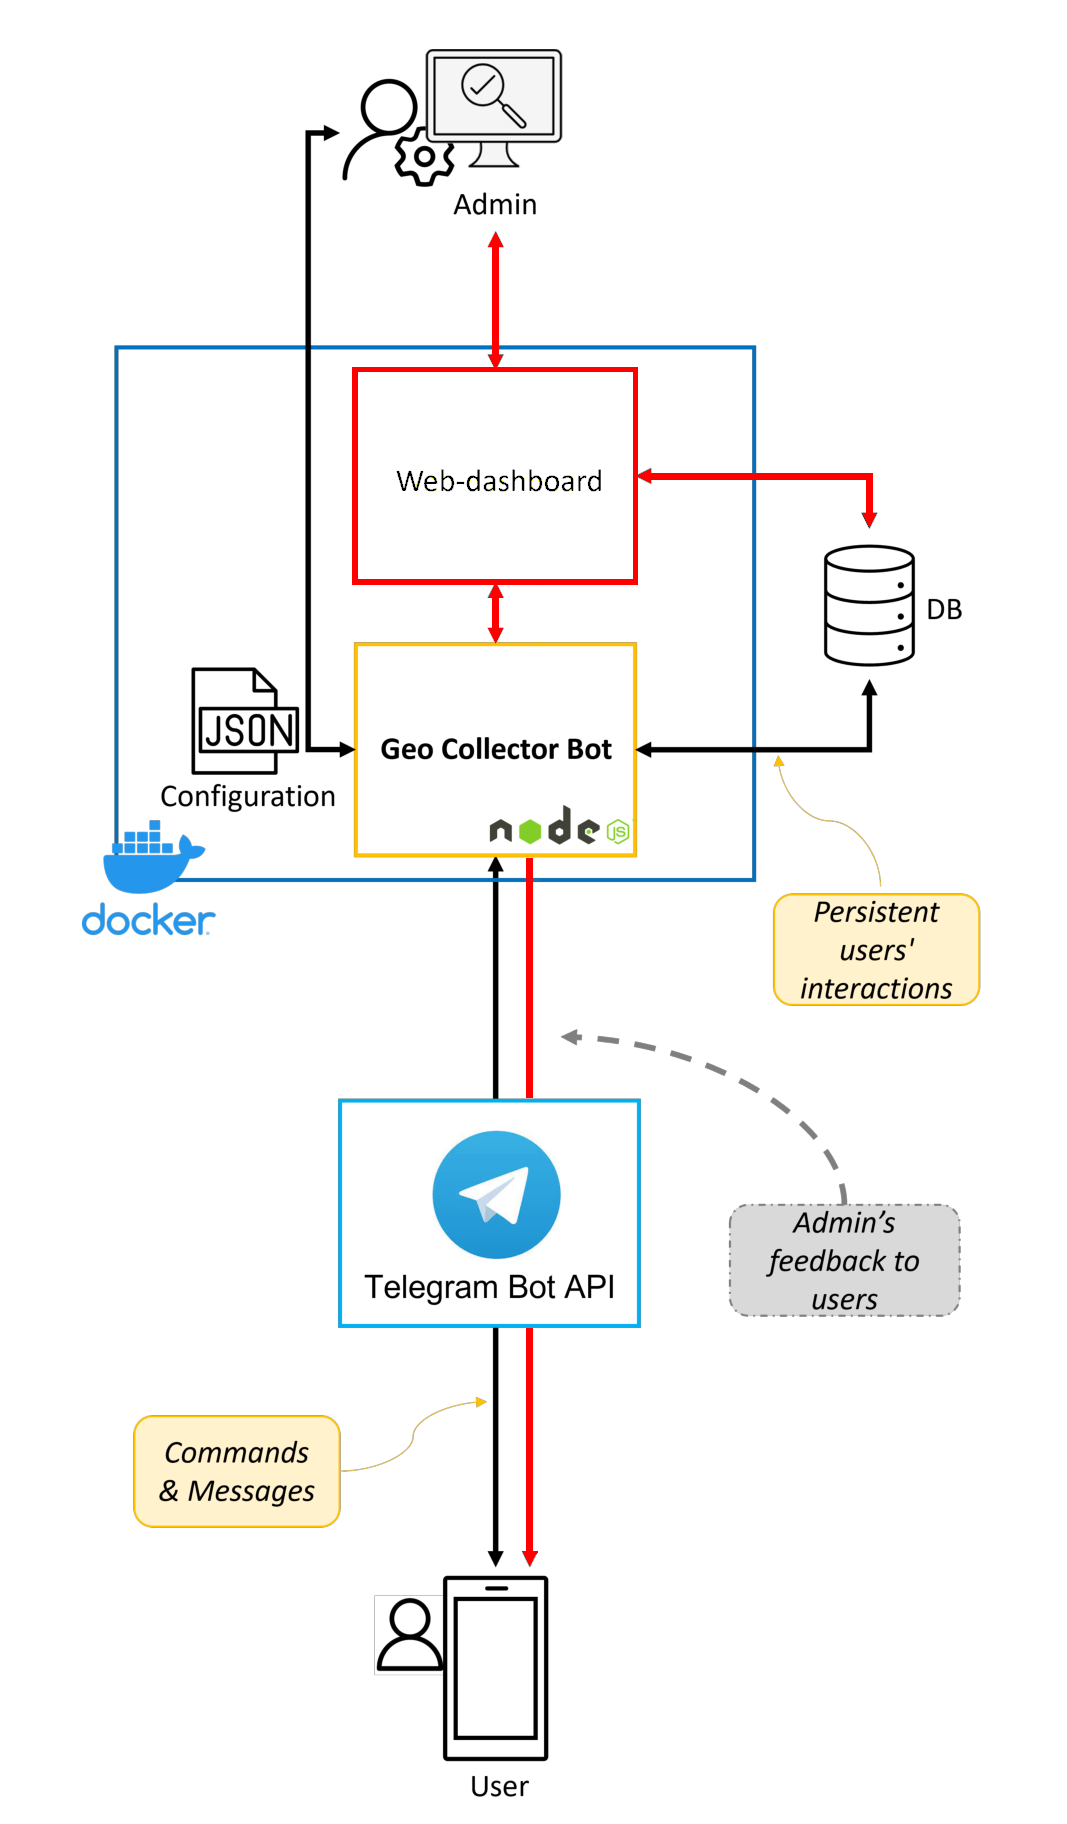 Admin
Web-dashboard
DB
JSON
Geo Collector Bot
Configuration
node
JS
docker
Persistent
users'
interactions
Admin’s
feedback to
users
Telegram Bot API
Commands
& Messages
User